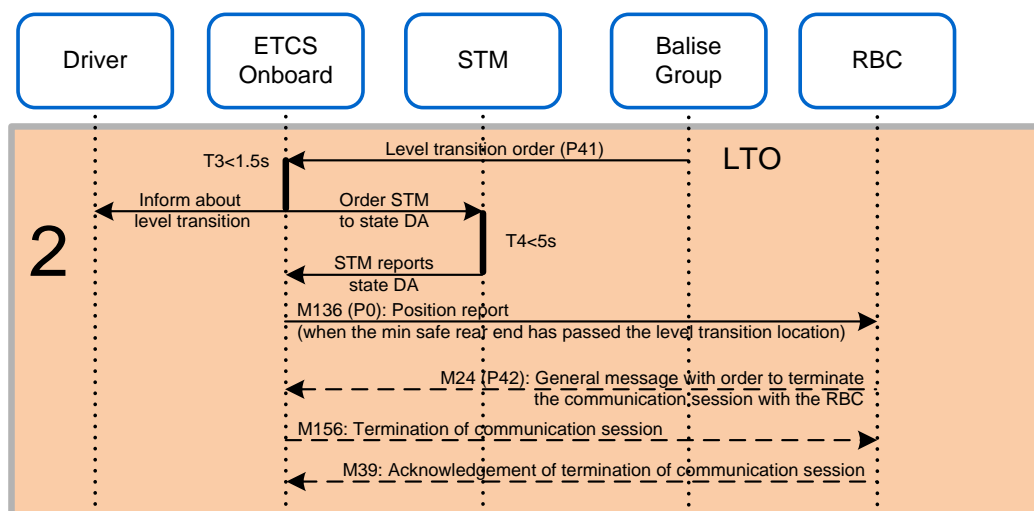 Driver
ETCS
Onboard
STM
Balise
Group
RBC
Level transition order (P41)
LTO
T3<1.5s
Inform about
level transition
Order STM
to state DA
2
T4<5s
STM reports
state DA
M136 (P0): Position report
(when the min safe rear end has passed the level transition location)
M24 (P42): General message with order to terminate
the communication session with the RBC
M156: Termination of communication session
M39: Acknowledgement of termination of communication session